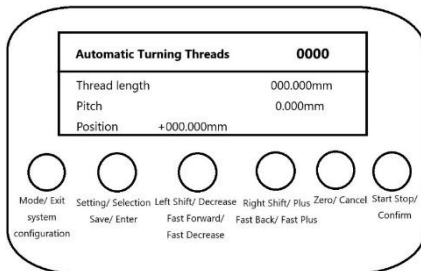 Automatic Turning Threads 0000
Thread length 000.000mm
Pitch 0.000mm
Position +000.000mm
Mode/ Exit
system
configuration
Setting/ Selection
Save/ Enter
Left Shift/ Decrease
Fast Forward/
Fast Decrease
Right Shift/ Plus
Fast Back/ Fast Plus
Zero/ Cancel
Start Stop/
Confirm